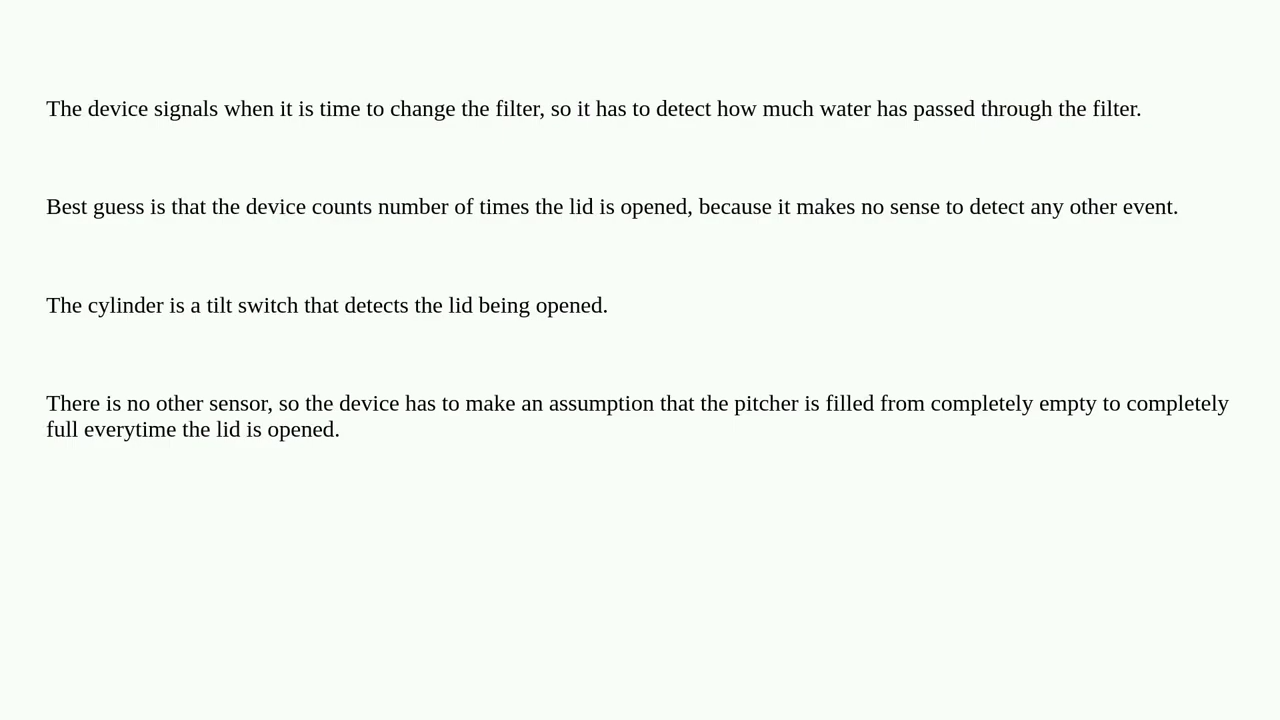 The device signals when it is time to change the filter, so it has to detect how much water has passed through the filter.
Best guess is that the device counts number of times the lid is opened, because it makes no sense to detect any other event.
The cylinder is a tilt switch that detects the lid being opened.
There is no other sensor, so the device has to make an assumption that the pitcher is filled from completely empty to completely
full everytime the lid is opened.